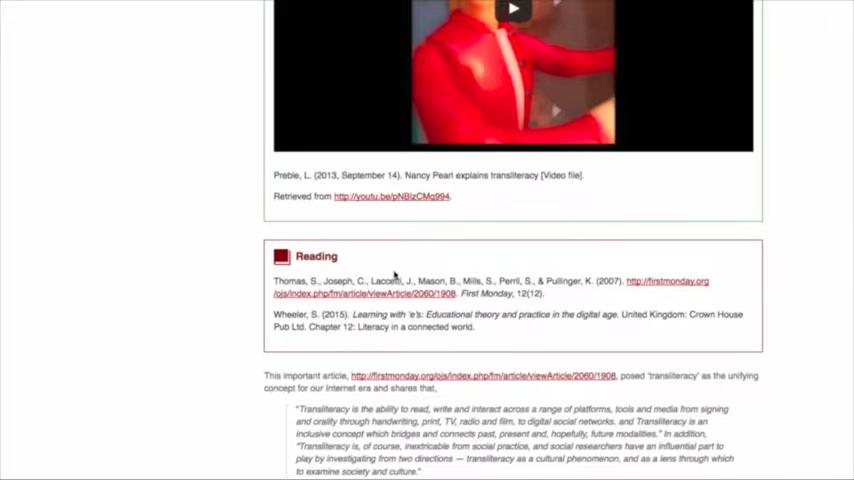 Preble, L. (2013, September 14). Nancy Pearl explains transliteracy [Video file].
Retrieved from http://youtu.be/pNBIzCMq994.
Reading
Thomas, S., Joseph, C., Laccetti, J., Mason, B., Mills, S., Perril, S., & Pullinger, K. (2007). http://firstmonday.org
/ojs/index.php/fm/article/viewArticle/2060/1908. First Monday, 12(12).
Wheeler, S. (2015). Learning with 'e's: Educational theory and practice in the digital age. United Kingdom: Crown House
Pub Ltd. Chapter 12: Literacy in a connected world.
This important article, http://firstmonday.org/ojs/index.php/fm/article/viewArticle/2060/1908, posed 'transliteracy' as the unifying
concept for our Internet era and shares that,
"Transliteracy is the ability to read, write and interact across a range of platforms, tools and media from signing
and orality through handwriting, print, TV, radio and film, to digital social networks. and Transliteracy is an
inclusive concept which bridges and connects past, present and, hopefully, future modalities." In addition,
"Transliteracy is, of course, inextricable from social practice, and social researchers have an influential part to
play by investigating from two directions — transliteracy as a cultural phenomenon, and as a lens through which
to examine society and culture."